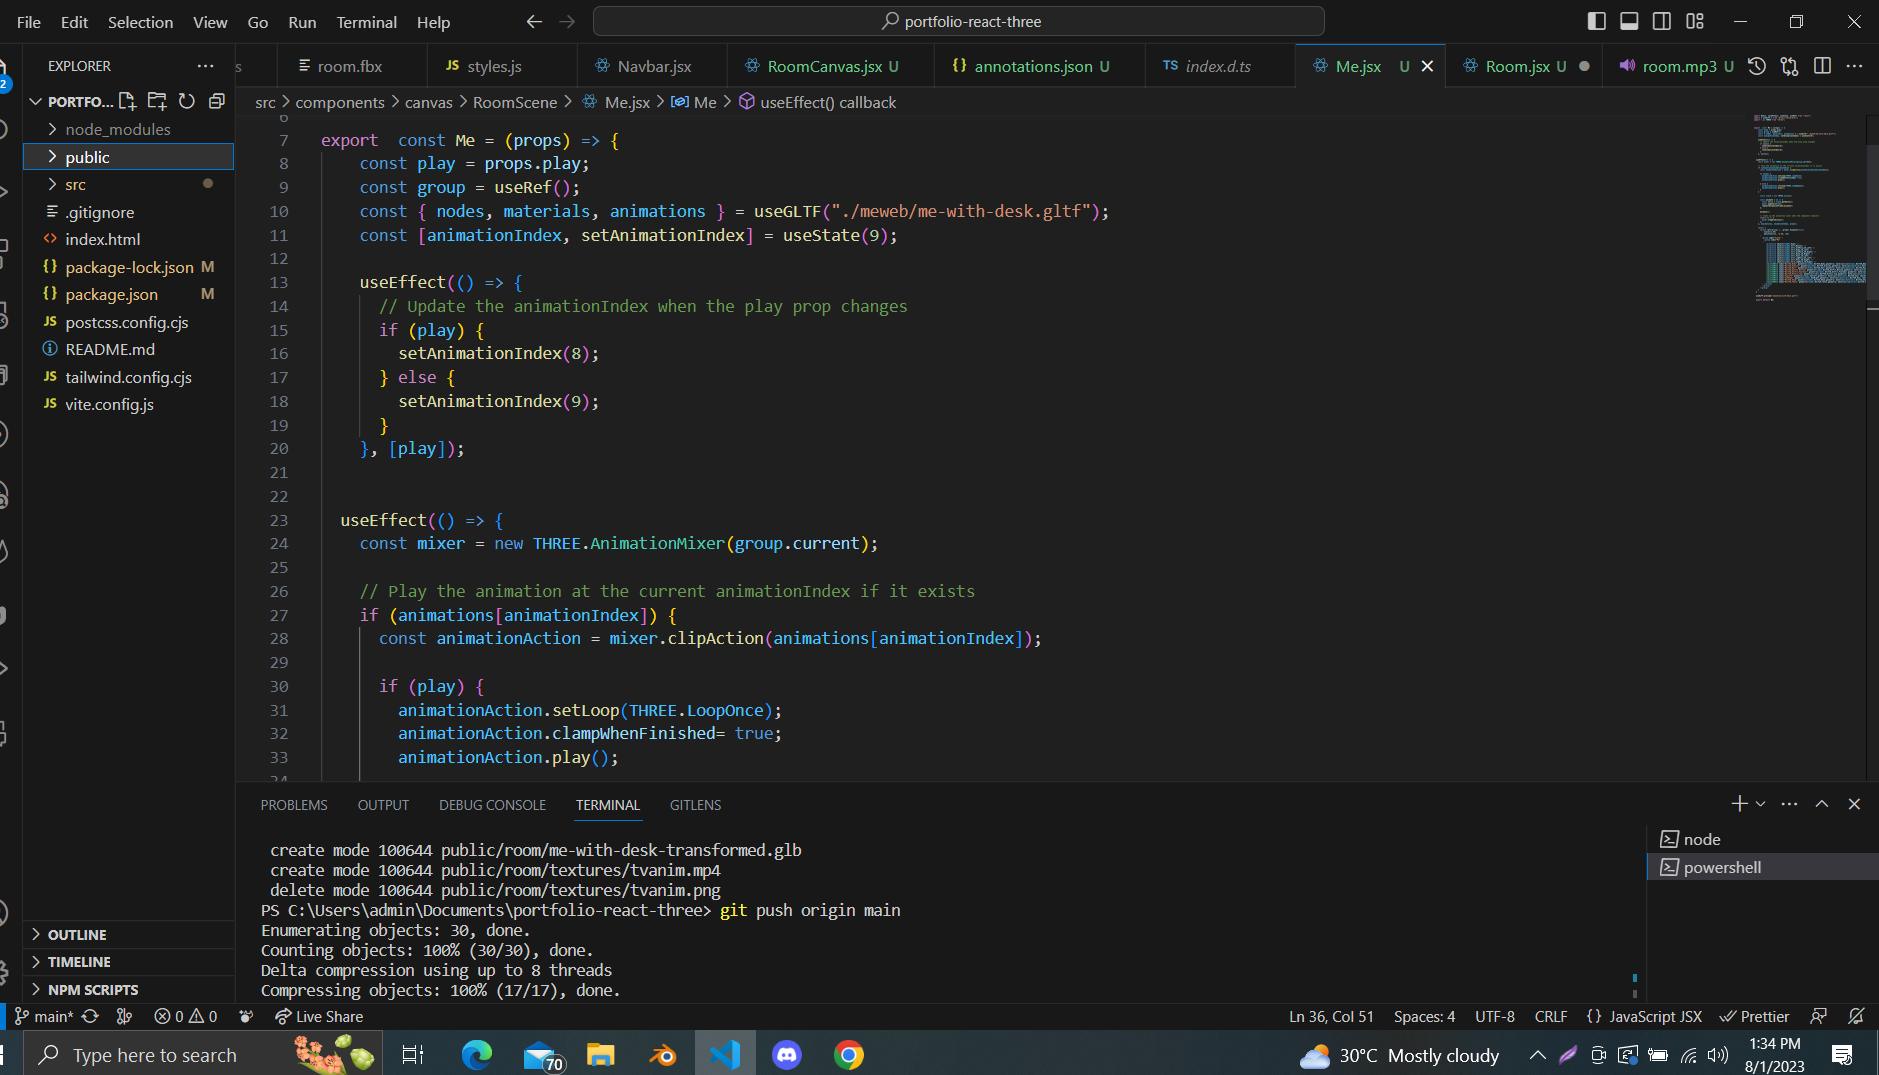 File Edit Selection View Go Run Terminal Help
portfolio-react-three
EXPLORER
s
room.fbx
JS styles.js
Navbar.jsx
RoomCanvas.jsx U
{} annotations.json U
TS index.d.ts
Me.jsx U
Room.jsx U
room.mp3 U
src > components > canvas > RoomScene > Me.jsx > Me > useEffect() callback
2
PORTFO...
node_modules
public
src
.gitignore
<> index.html
{} package-lock.json M
{} package.json M
JS postcss.config.cjs
README.md
JS tailwind.config.cjs
JS vite.config.js
OUTLINE
TIMELINE
NPM SCRIPTS
6
7 export  const Me = (props) => {
8 const play = props.play;
9 const group = useRef();
10 const { nodes, materials, animations } = useGLTF("./meweb/me-with-desk.gltf");
11 const [animationIndex, setAnimationIndex] = useState(9);
12
13 useEffect(() => {
14 // Update the animationIndex when the play prop changes
15 if (play) {
16 setAnimationIndex(8);
17 } else {
18 setAnimationIndex(9);
19 }
20 }, [play]);
21
22
23 useEffect(() => {
24 const mixer = new THREE.AnimationMixer(group.current);
25
26 // Play the animation at the current animationIndex if it exists
27 if (animations[animationIndex]) {
28 const animationAction = mixer.clipAction(animations[animationIndex]);
29
30 if (play) {
31 animationAction.setLoop(THREE.LoopOnce);
32 animationAction.clampWhenFinished= true;
33 animationAction.play();
34
PROBLEMS OUTPUT DEBUG CONSOLE TERMINAL GITLENS
create mode 100644 public/room/me-with-desk-transformed.glb
create mode 100644 public/room/textures/tvanim.mp4
delete mode 100644 public/room/textures/tvanim.png
PS C:\Users\admin\Documents\portfolio-react-three> git push origin main
Enumerating objects: 30, done.
Counting objects: 100% (30/30), done.
Delta compression using up to 8 threads
Compressing objects: 100% (17/17), done.
node
powershell
main* 0 0 Live Share
Ln 36, Col 51 Spaces: 4 UTF-8 CRLF {} JavaScript JSX Prettier
Type here to search
70
30°C Mostly cloudy
1:34 PM
8/1/2023